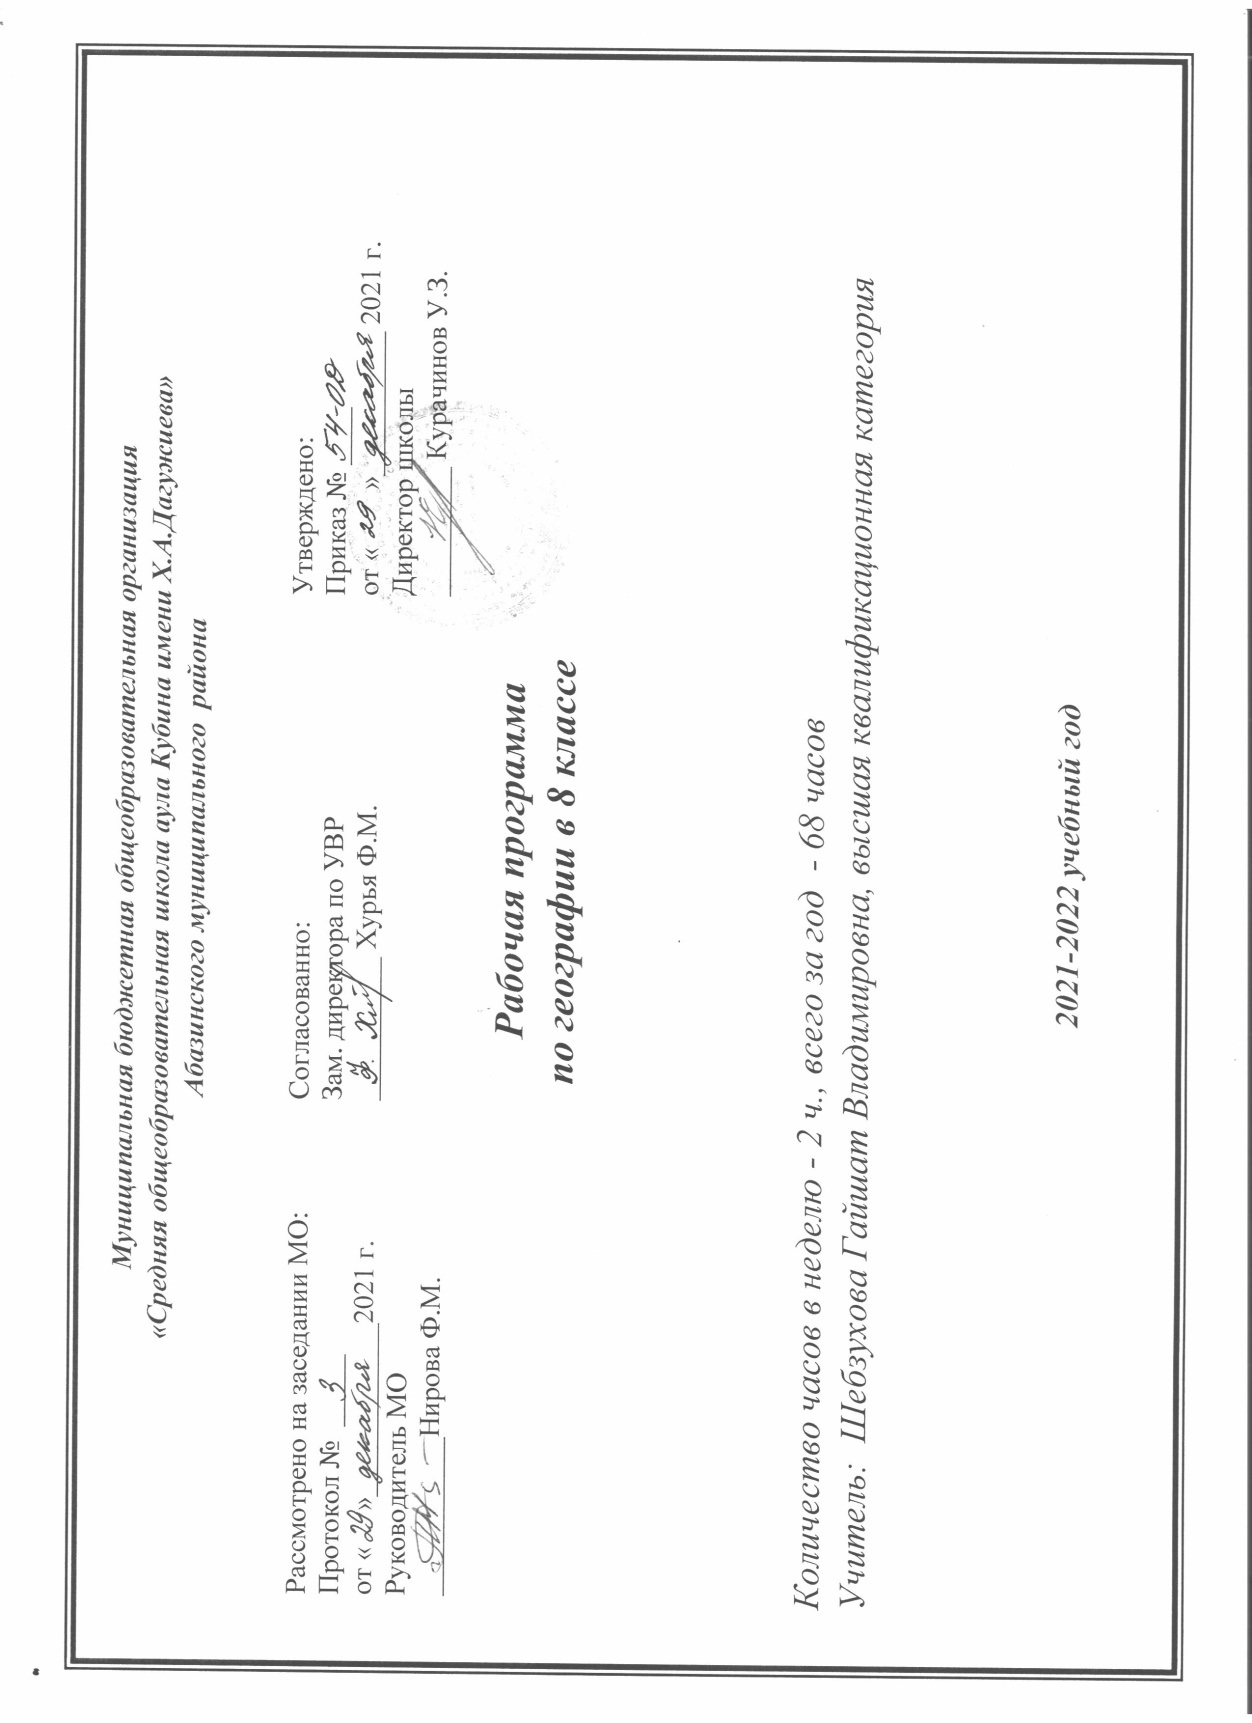 Муниципальная бюджетная общеобразовательная организация
«Средняя общеобразовательная школа аула Кубина имени Х.А.Дагужиева»
Абазинского муниципального района
Рассмотрено на заседании МО:
Протокол № 3
от « 29 » декабря 2021 г.
Руководитель МО
Нирова Ф.М.
Согласованно:
Зам. директора по УВР
Хурья Ф.М.
Утверждено:
Приказ № 54-ОД
от « 29 » декабря 2021 г.
Директор школы
Курачинов У.З.
Рабочая программа
по географии в 8 классе
Количество часов в неделю - 2 ч., всего за год - 68 часов
Учитель: Шебзухова Гайшат Владимировна, высшая квалификационная категория
2021-2022 учебный год